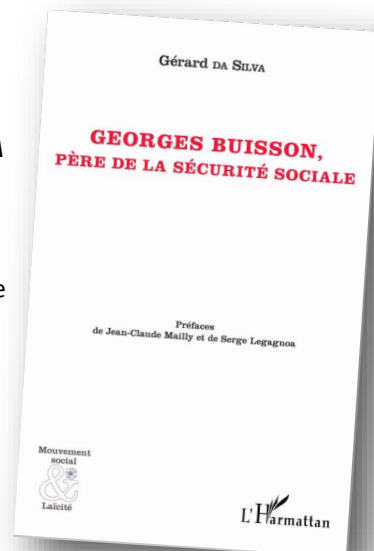 Gérard DA SILVA
GEORGES BUISSON,
PÈRE DE LA SÉCURITÉ SOCIALE
e
Préfaces
de Jean-Claude Mailly et de Serge Legagnoa
Mouvement
social
&
Laïcité
L'Harmattan